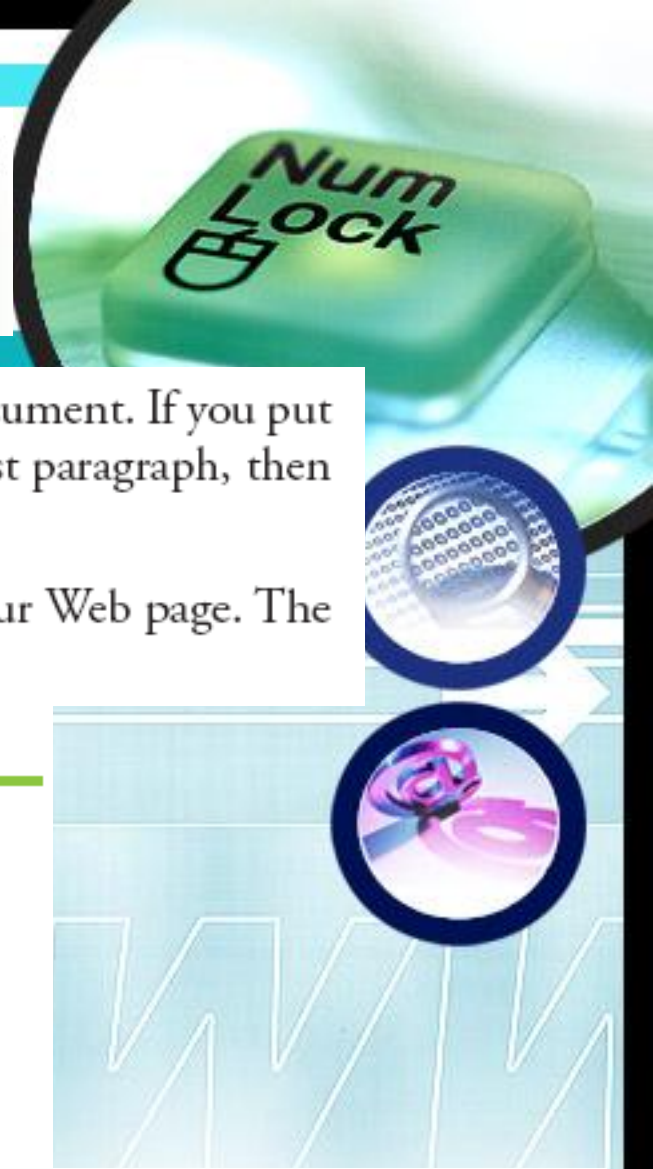 Num
Lock
ument. If you put
st paragraph, then
ur Web page. The
@